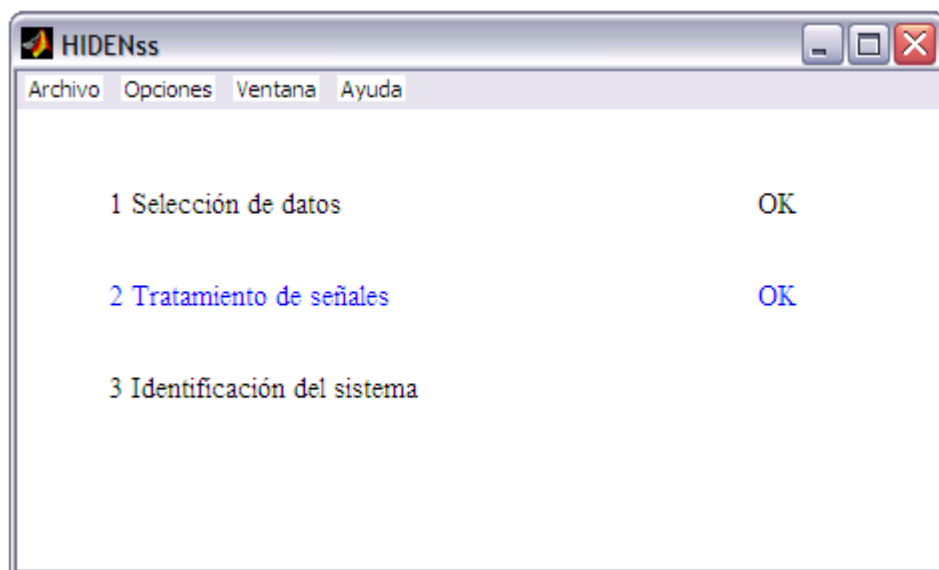 HIDENss
Archivo Opciones Ventana Ayuda
1 Selección de datos OK
2 Tratamiento de señales OK
3 Identificación del sistema